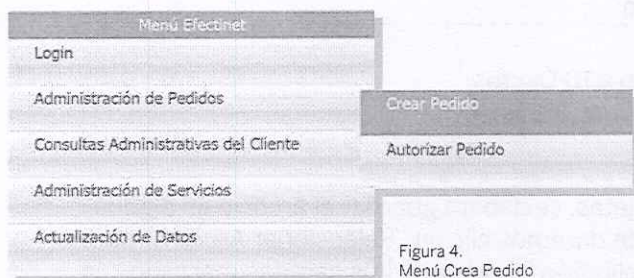 Menú Efectinet
Login
Administración de Pedidos
Crear Pedido
Consultas Administrativas del Cliente
Autorizar Pedido
Administración de Servicios
Actualización de Datos
Figura 4.
Menú Crea Pedido